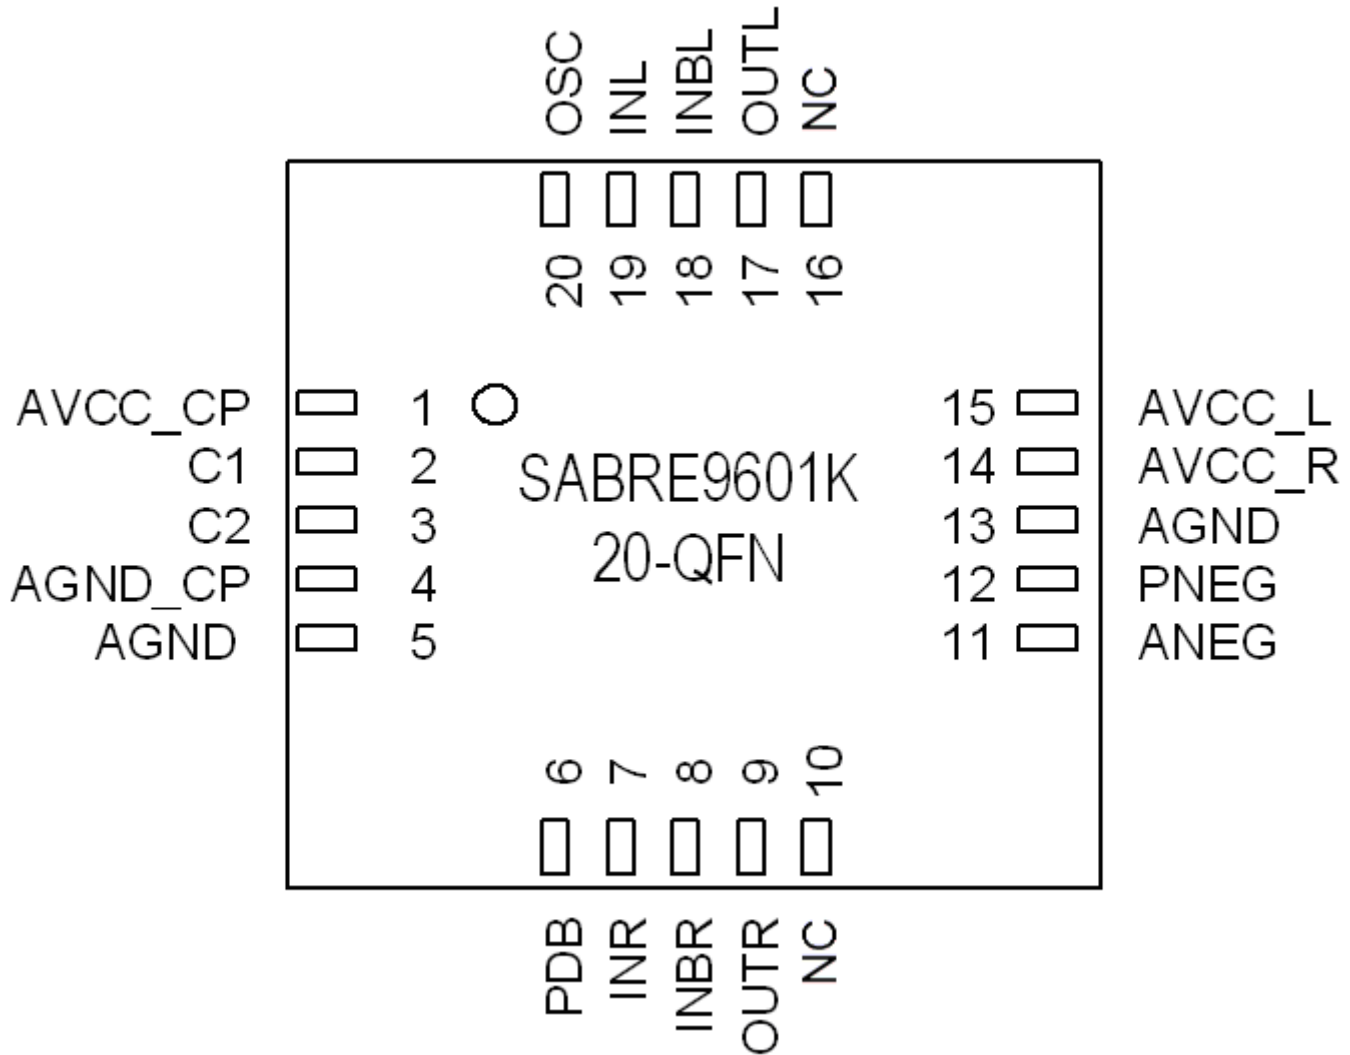 OSC
INL
INBL
OUTL
NC
20
19
18
17
16
AVCC_CP 1
C1 2
C2 3
AGND_CP 4
AGND 5
SABRE9601K
20-QFN
15 AVCC_L
14 AVCC_R
13 AGND
12 PNEG
11 ANEG
6
7
8
9
10
PDB
INR
INBR
OUTR
NC